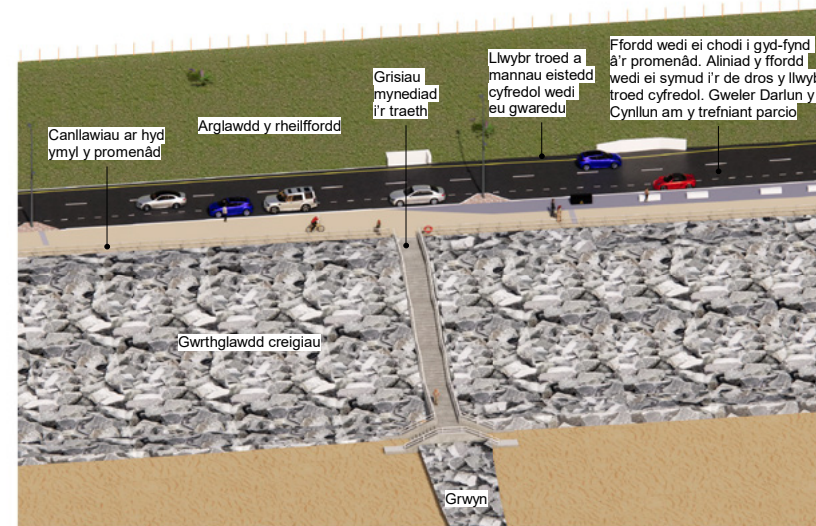 Canllawiau ar hyd
ymyl y promenâd
Arglawdd y rheilffordd
Grisiau
mynediad
i'r traeth
Llwybr troed a
mannau eistedd
cyfredol wedi
eu gwaredu
Ffordd wedi ei chodi i gyd-fynd
â'r promenâd. Aliniad y ffordd
wedi ei symud i'r de dros y
troed cyfredol. Gweler Darlun y
Cynllun am y trefniant parcio
Gwrthglawdd creigiau
Grwyn